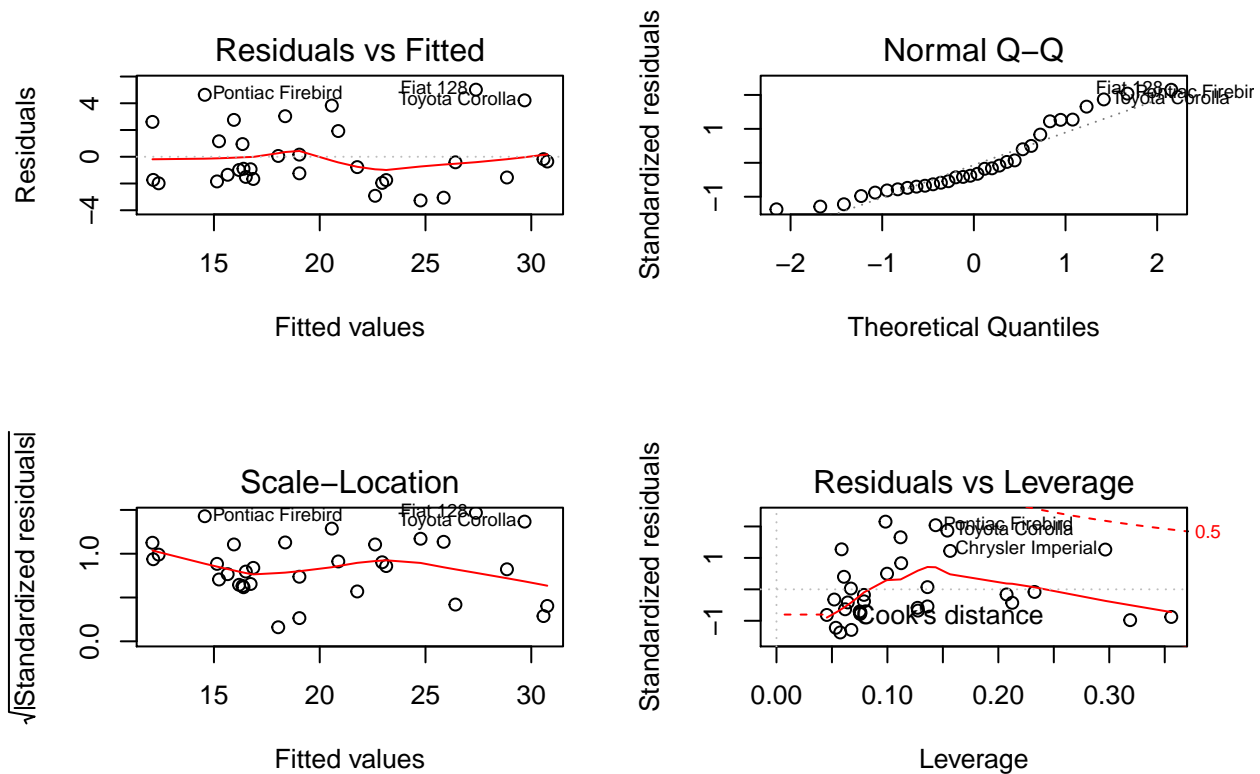 Residuals vs Fitted
Residuals
4
0
−4
Pontiac Firebird
Fiat 128
Toyota Corolla
15 20 25 30
Fitted values
Normal Q−Q
Standardized residuals
1
−1
Fiat 128
Pontiac Firebir
Toyota Corolla
−2 −1 0 1 2
Theoretical Quantiles
Scale−Location
√|Standardized residuals|
1.0
0.0
Pontiac Firebird
Fiat 128
Toyota Corolla
15 20 25 30
Fitted values
Residuals vs Leverage
Standardized residuals
1
−1
Pontiac Firebird
Toyota Corolla
Chrysler Imperial
0.5
Cook's distance
0.00 0.10 0.20 0.30
Leverage